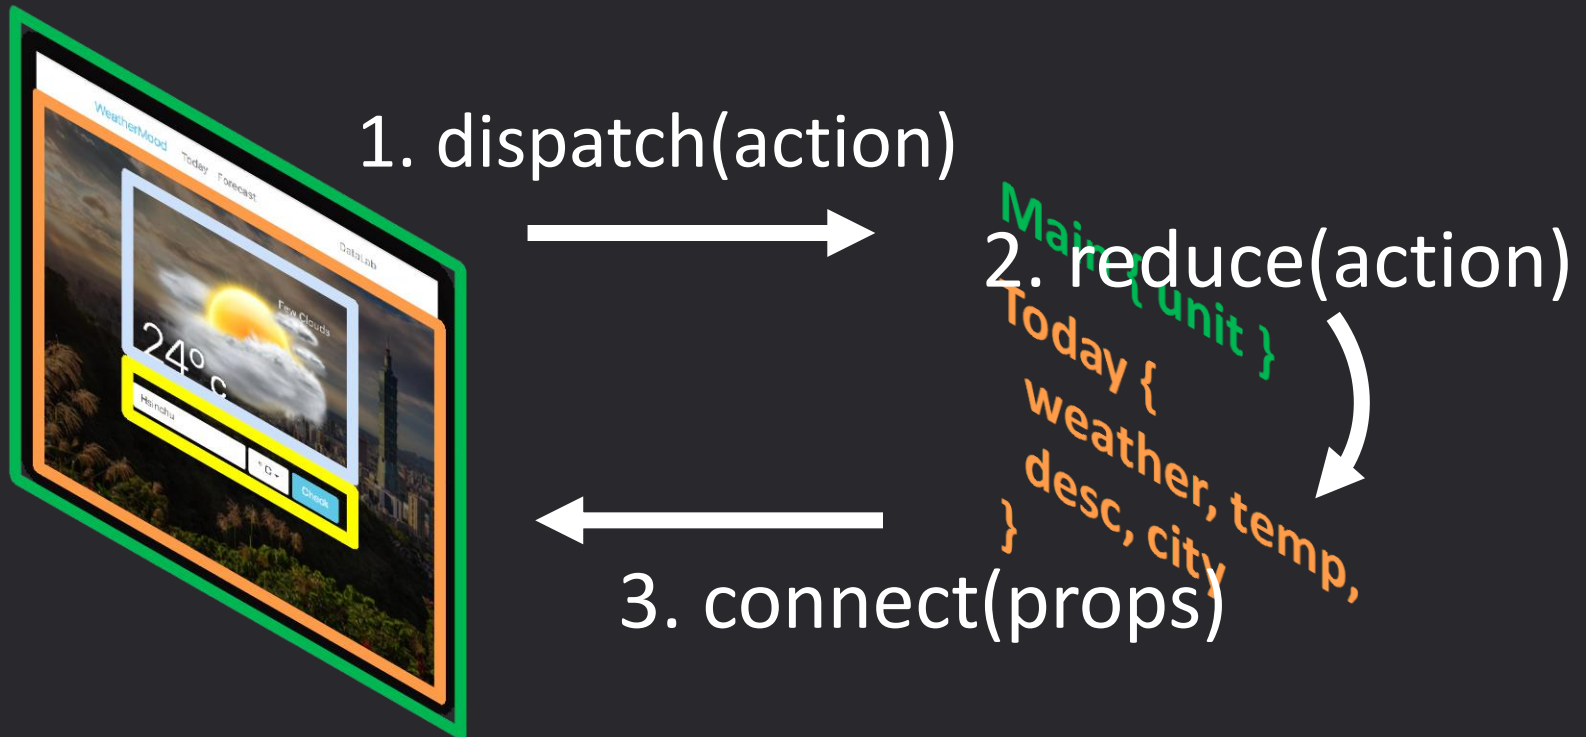 WeatherMood Today Forecast
DataLab
Few Clouds
24º c
Hsinchu
° C
Check
1. dispatch(action)
Main { unit }
2. reduce(action)
Today {
weather, temp,
desc, city
}
3. connect(props)